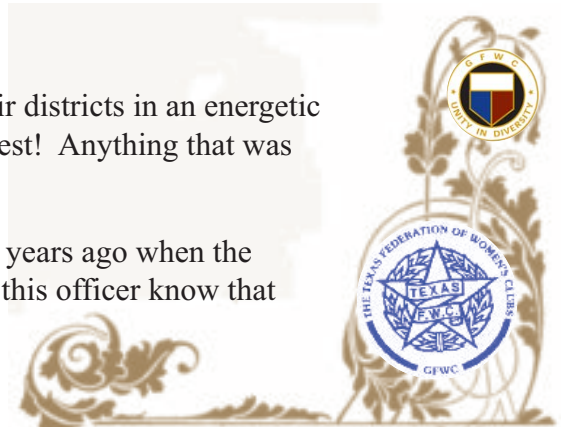 ir districts in an energetic
est!  Anything that was
years ago when the
this officer know that
GFWC
UNITY IN DIVERSITY
THE TEXAS FEDERATION OF WOMEN'S CLUBS
TEXAS
F.W.C.
GFWC